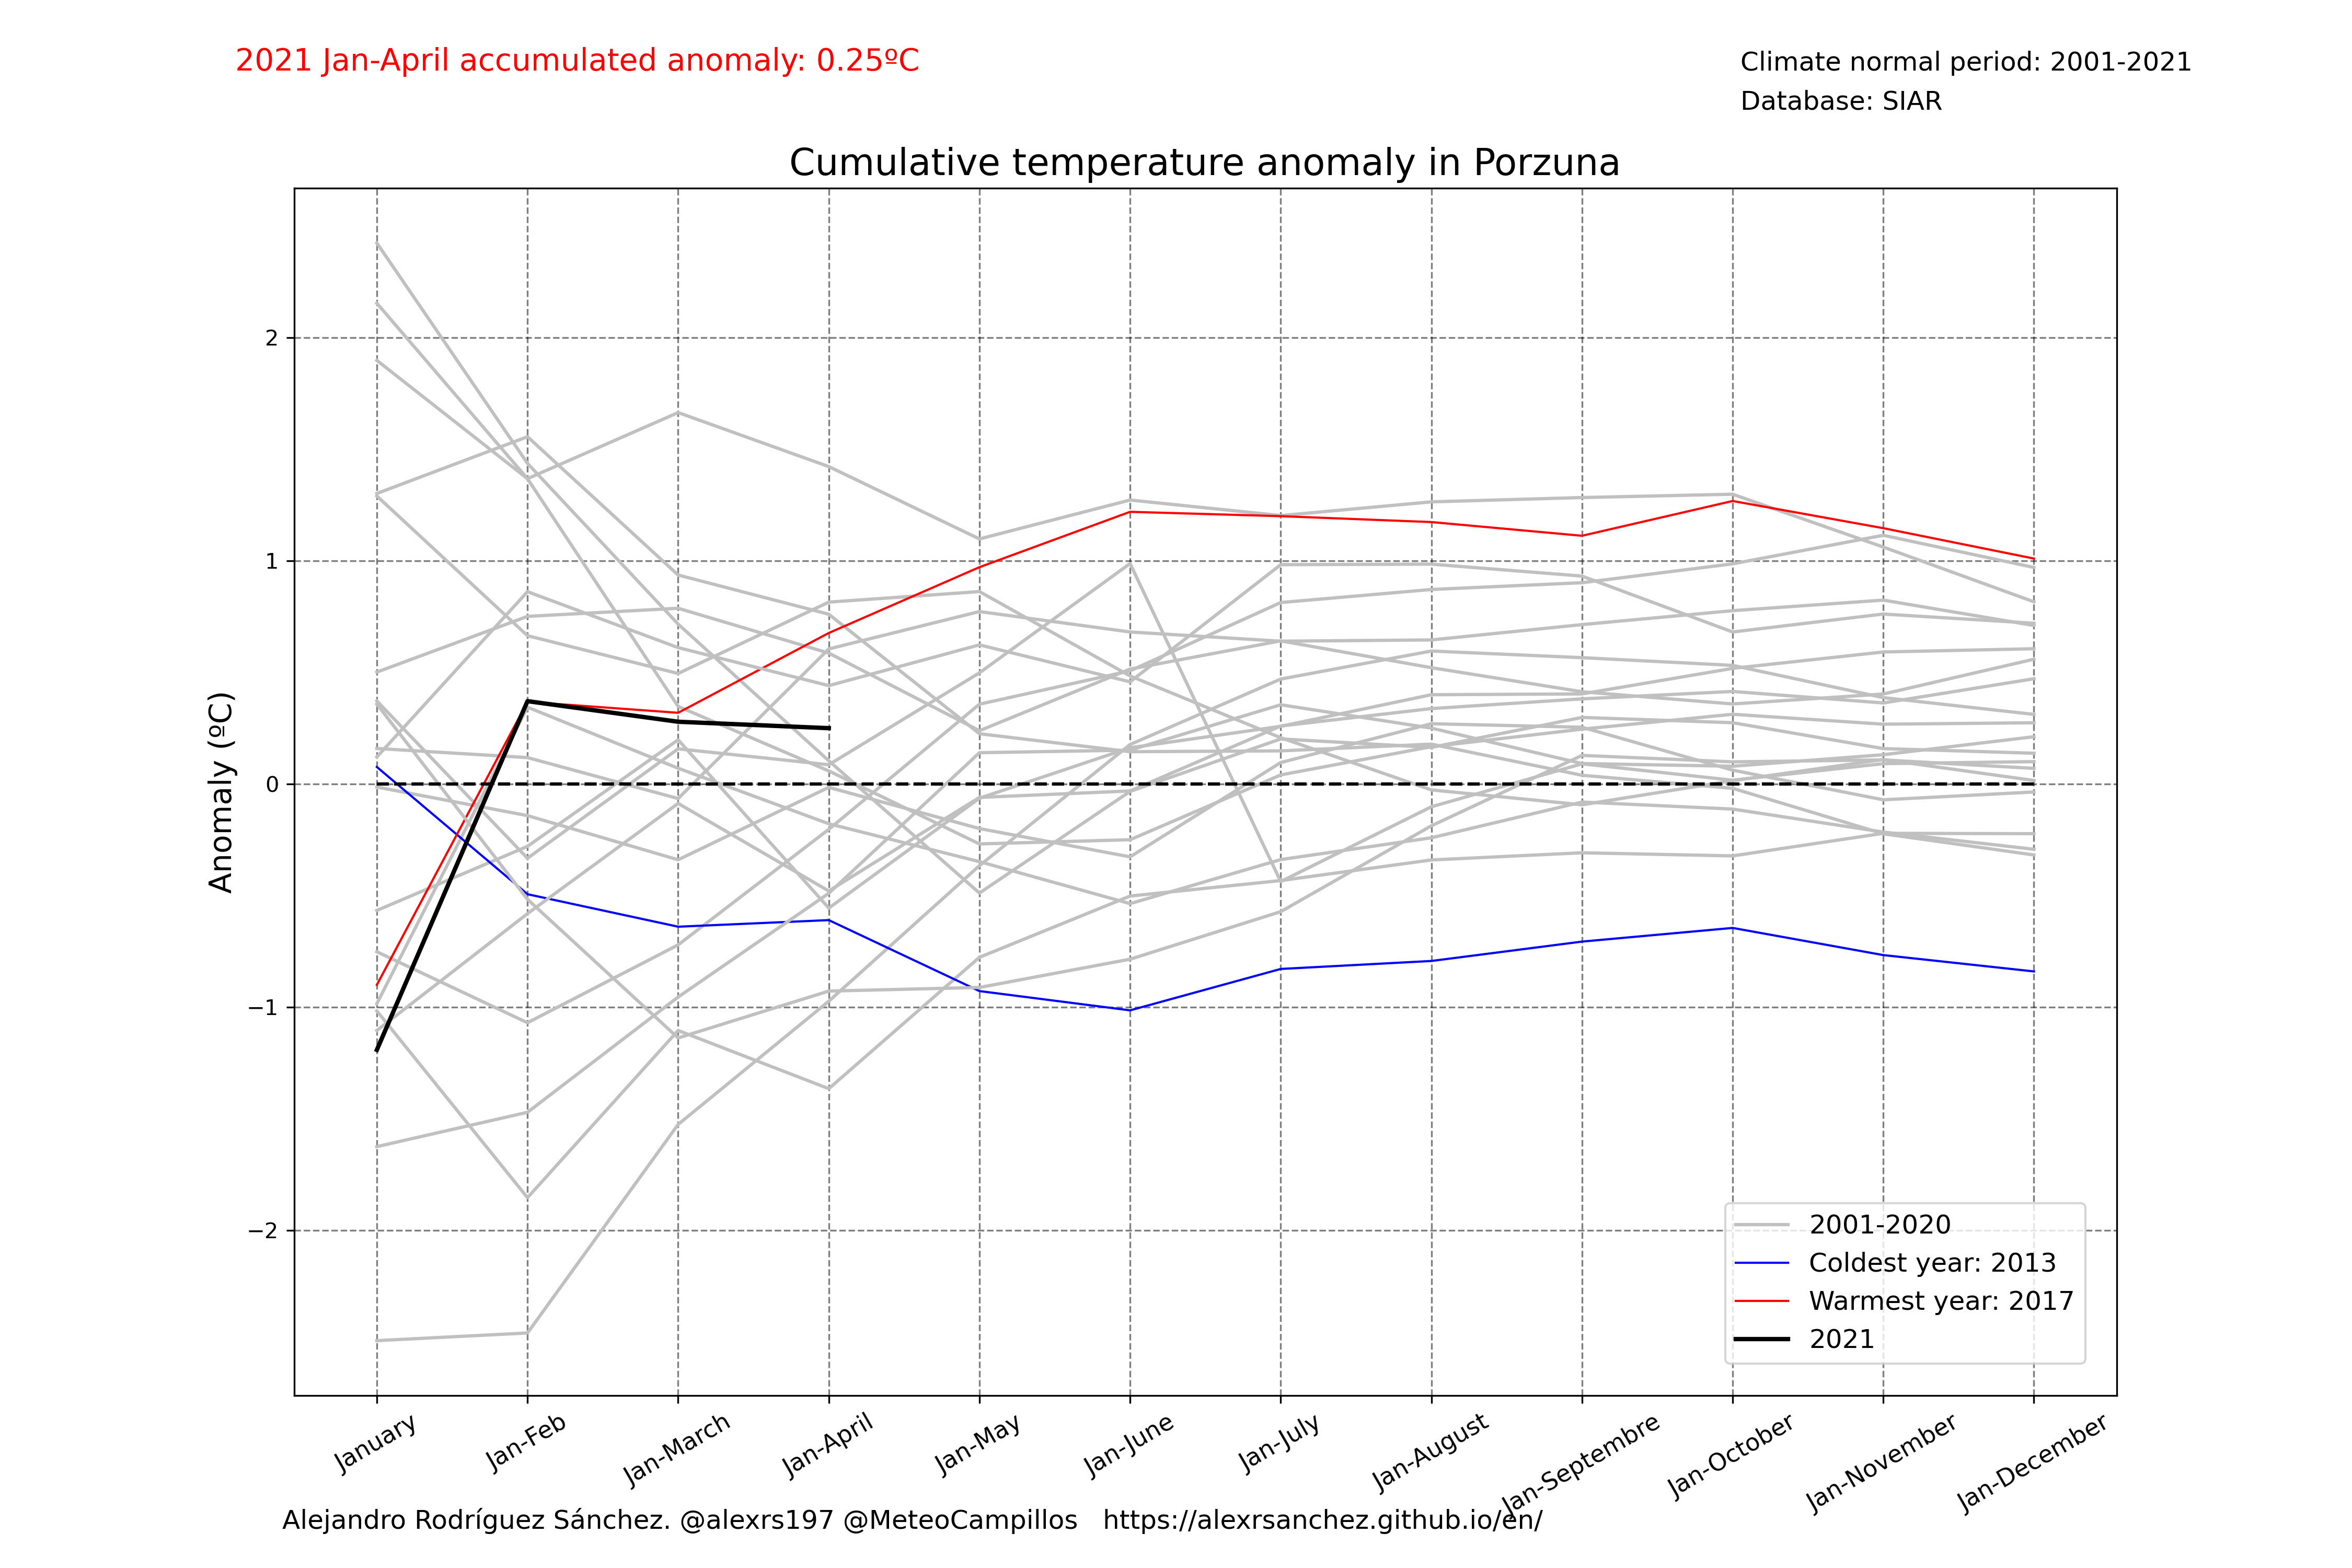 2021 Jan-April accumulated anomaly: 0.25ºC
Climate normal period: 2001-2021
Database: SIAR
Cumulative temperature anomaly in Porzuna
Anomaly (ºC)
2
1
0
−1
−2
2001-2020
Coldest year: 2013
Warmest year: 2017
2021
January
Jan-Feb
Jan-March
Jan-April
Jan-May
Jan-June
Jan-July
Jan-August
Jan-Septembre
Jan-October
Jan-November
Jan-December
Alejandro Rodríguez Sánchez. @alexrs197 @MeteoCampillos   https://alexrsanchez.github.io/en/